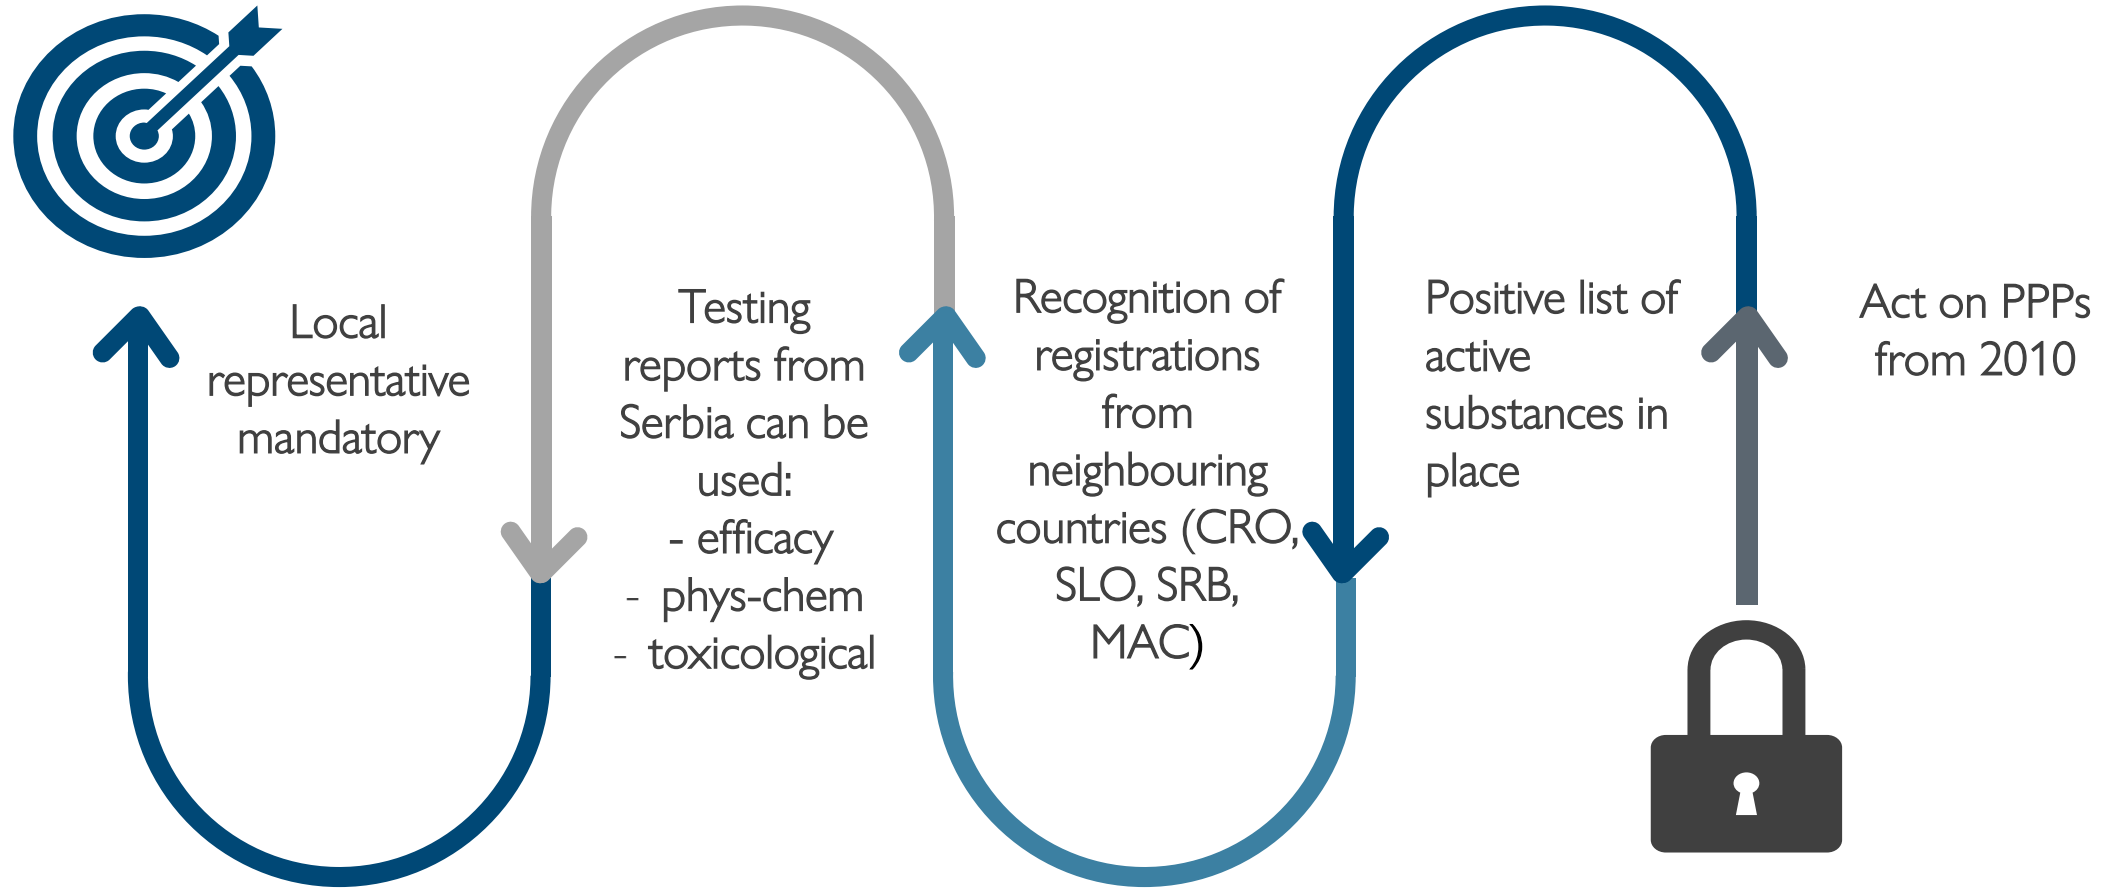 Local
representative
mandatory
Testing
reports from
Serbia can be
used:
- efficacy
- phys-chem
- toxicological
Recognition of
registrations
from
neighbouring
countries (CRO,
SLO, SRB,
MAC)
Positive list of
active
substances in
place
Act on PPPs
from 2010